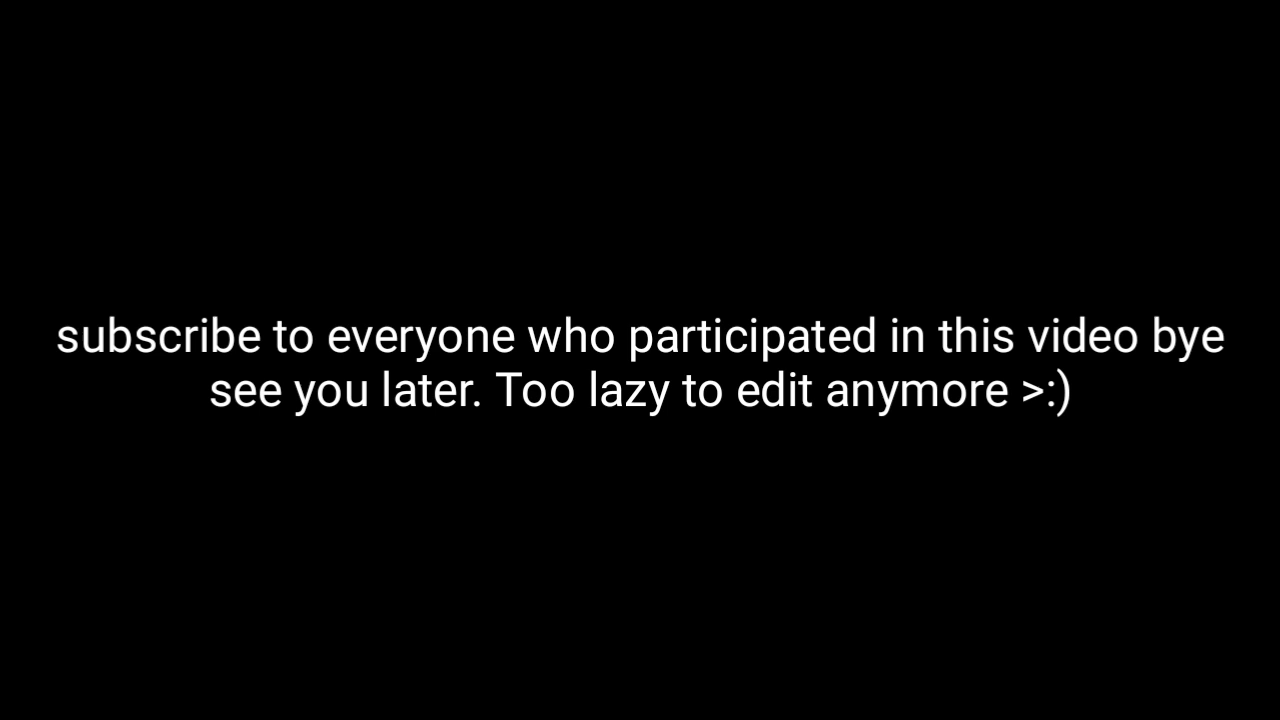 subscribe to everyone who participated in this video bye
see you later. Too lazy to edit anymore >:)